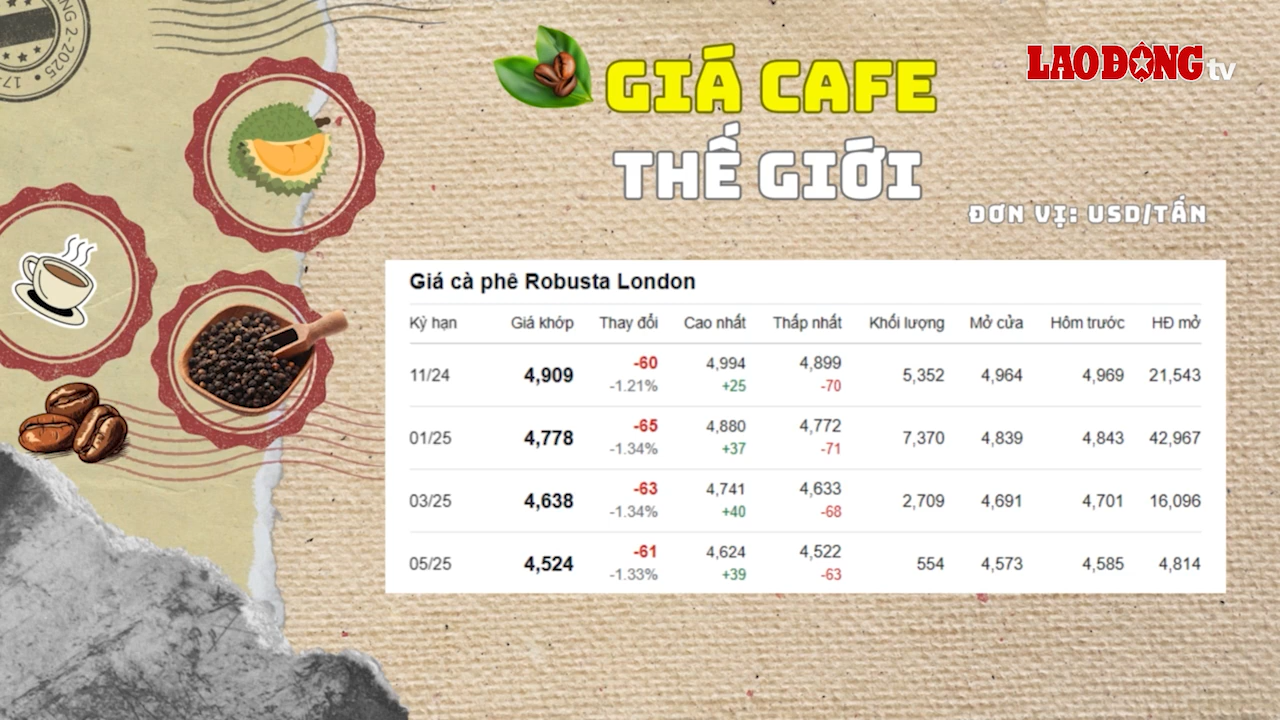 NG 2-2025
17
LAO ĐỘNG tv
GIÁ CAFE
THẾ GIỚI
ĐƠN VỊ: USD/TẤN
Giá cà phê Robusta London
Kỳ hạn Giá khớp Thay đổi Cao nhất Thấp nhất Khối lượng Mở cửa Hôm trước HĐ mở
11/24 4,909 -60 4,994 4,899 5,352 4,964 4,969 21,543
-1.21% +25 -70
01/25 4,778 -65 4,880 4,772 7,370 4,839 4,843 42,967
-1.34% +37 -71
03/25 4,638 -63 4,741 4,633 2,709 4,691 4,701 16,096
-1.34% +40 -68
05/25 4,524 -61 4,624 4,522 554 4,573 4,585 4,814
-1.33% +39 -63